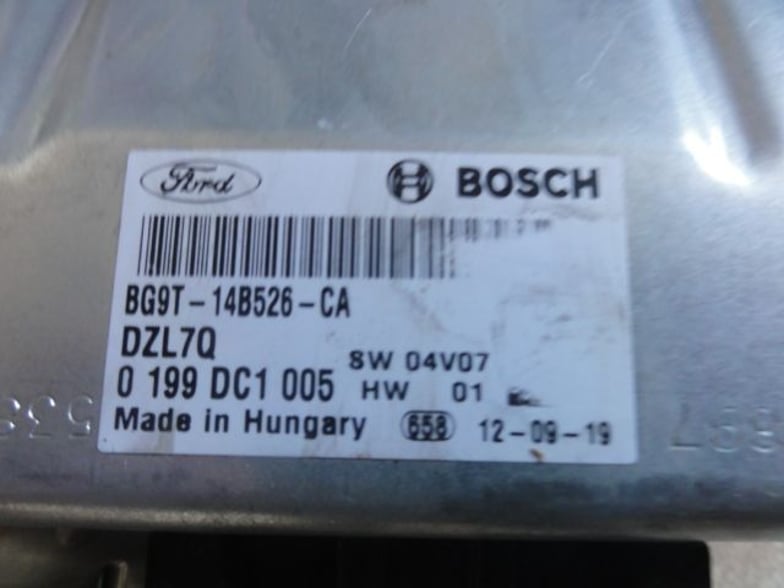 Ford BOSCH
BG9T-14B526-CA
DZL7Q
SW 04V07
0 199 DC1 005 HW 01
Made in Hungary 658 12-09-19